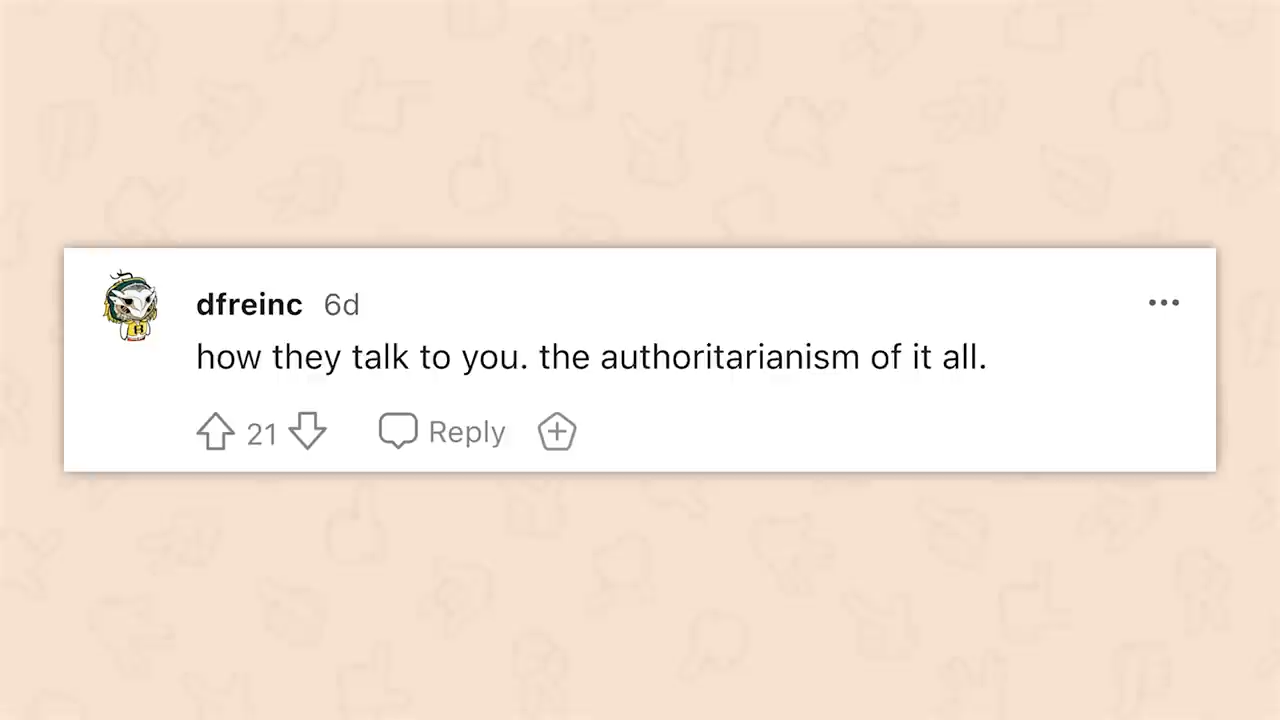 dfreinc 6d
how they talk to you. the authoritarianism of it all.
21 Reply